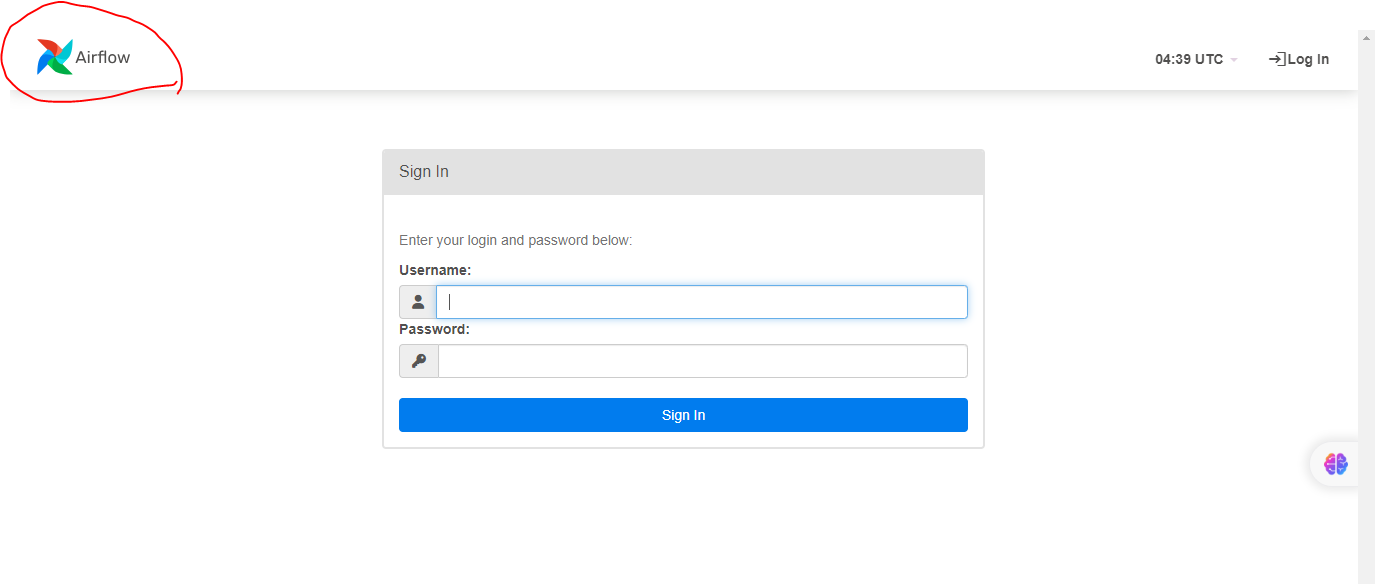 Airflow
04:39 UTC
Log In
Sign In
Enter your login and password below:
Username:
Password:
Sign In